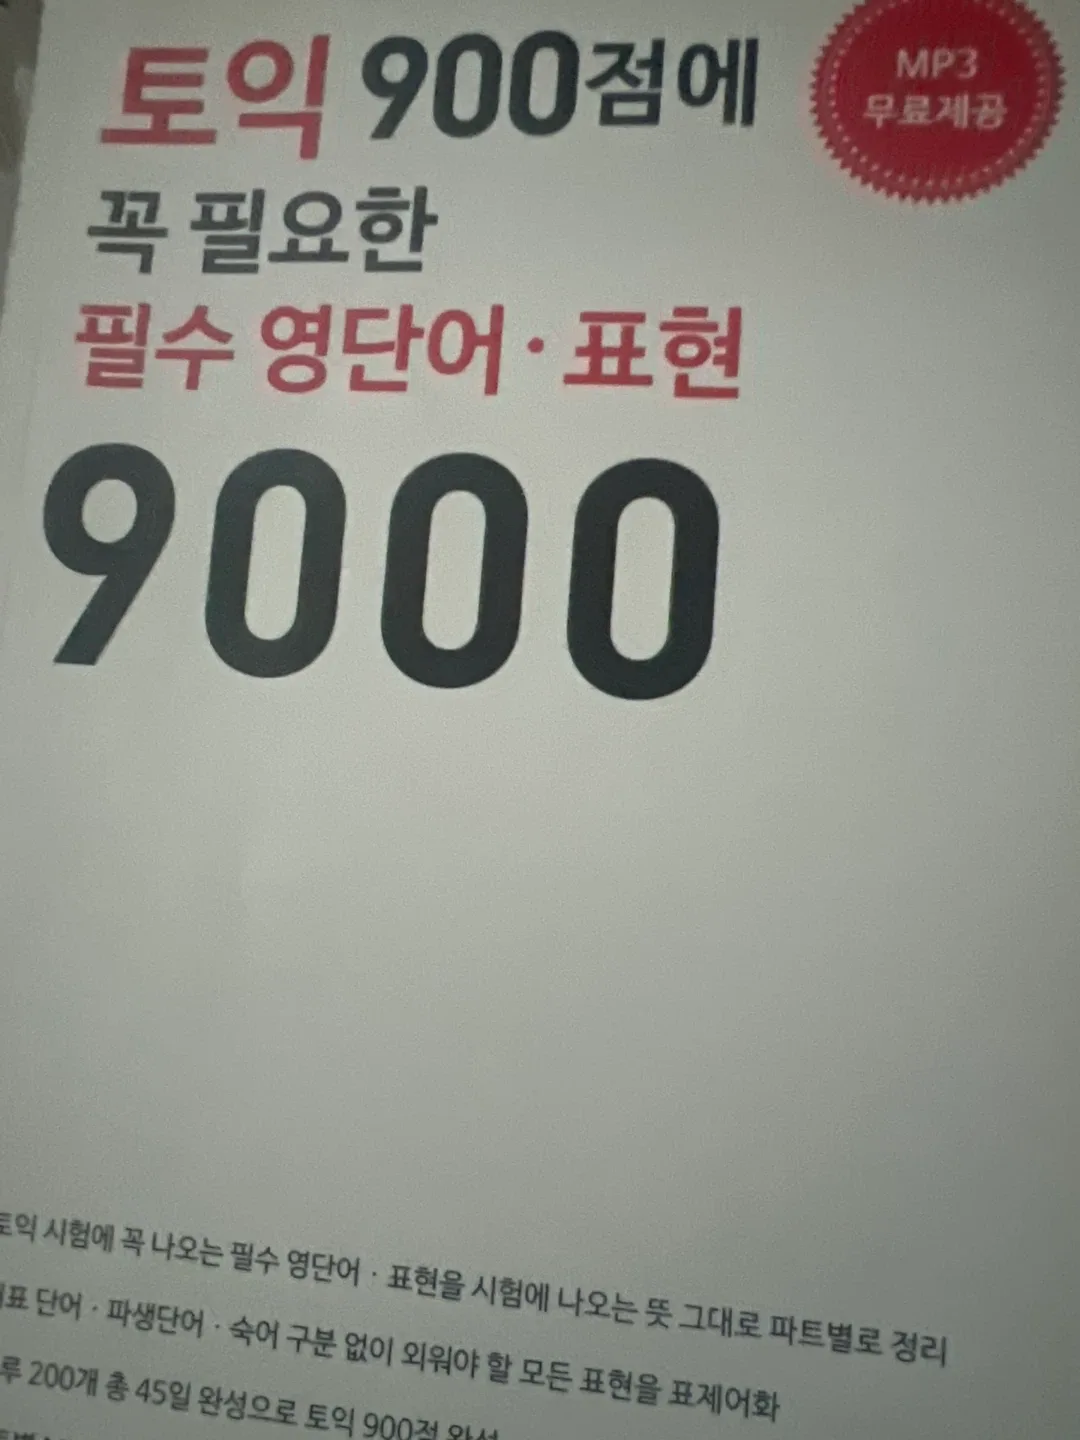 토익 900점에
MP3
무료제공
꼭 필요한
필수 영단어·표현
9000
토익 시험에 꼭 나오는 필수 영단어·표현을 시험에 나오는 뜻 그대로 파트별로 정리
단어·파생단어·숙어 구분 없이 외워야 할 모든 표현을 표제어화
200개 총 45일 완성으로 토익 900점 완성